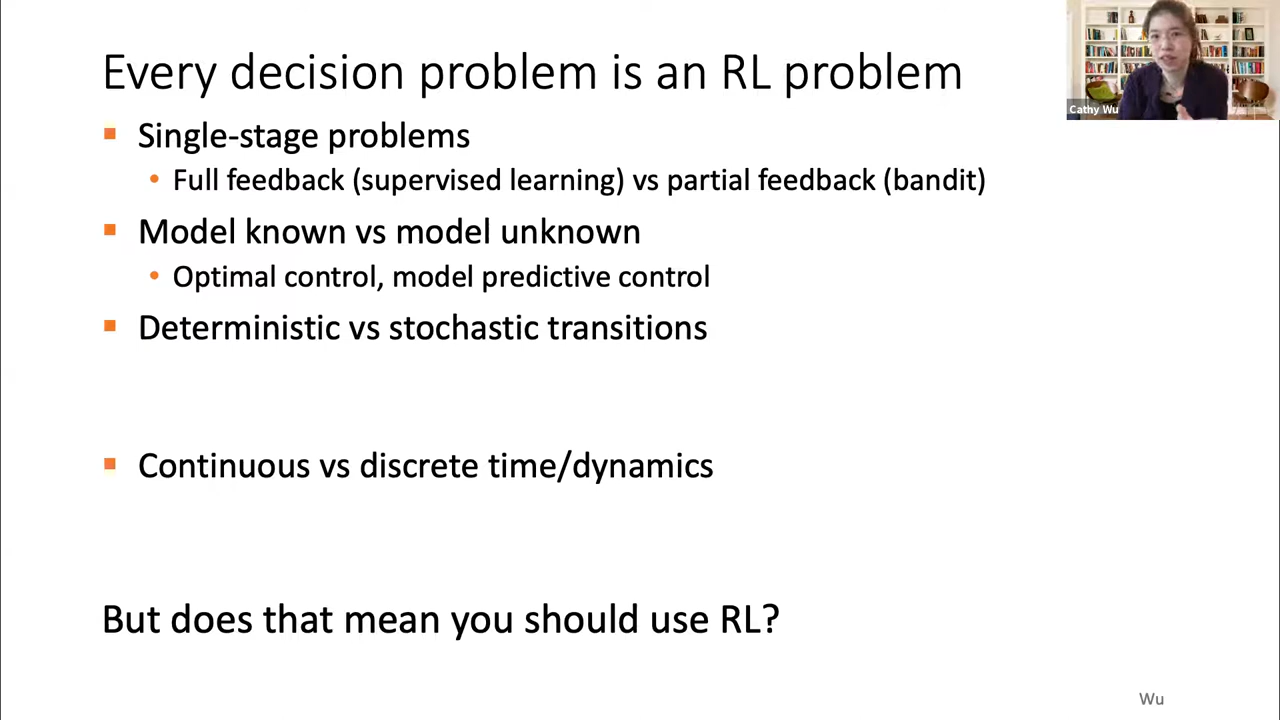 Every decision problem is an RL problem
Cathy Wu
▪ Single-stage problems
• Full feedback (supervised learning) vs partial feedback (bandit)
▪ Model known vs model unknown
• Optimal control, model predictive control
▪ Deterministic vs stochastic transitions
▪ Continuous vs discrete time/dynamics
But does that mean you should use RL?
Wu